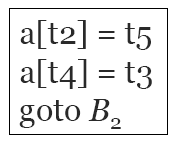 a[t2] = t5
a[t4] = t3
goto B₂